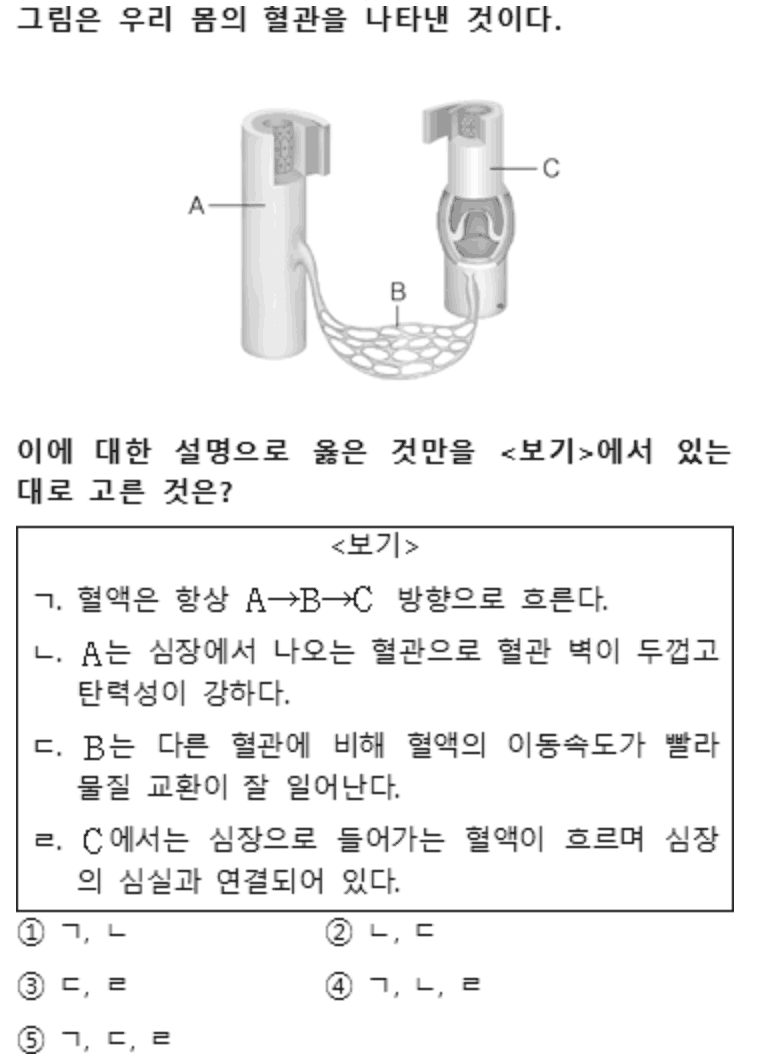 그림은 우리 몸의 혈관을 나타낸 것이다.
A
B
C
이에 대한 설명으로 옳은 것만을 <보기>에서 있는
대로 고른 것은?
<보기>
ㄱ. 혈액은 항상 A→B→C 방향으로 흐른다.
ㄴ. A는 심장에서 나오는 혈관으로 혈관 벽이 두껍고
탄력성이 강하다.
ㄷ. B는 다른 혈관에 비해 혈액의 이동속도가 빨라
물질 교환이 잘 일어난다.
ㄹ. C에서는 심장으로 들어가는 혈액이 흐르며 심장
의 심실과 연결되어 있다.
① ㄱ, ㄴ ② ㄴ, ㄷ
③ ㄷ, ㄹ ④ ㄱ, ㄴ, ㄹ
⑤ ㄱ, ㄷ, ㄹ